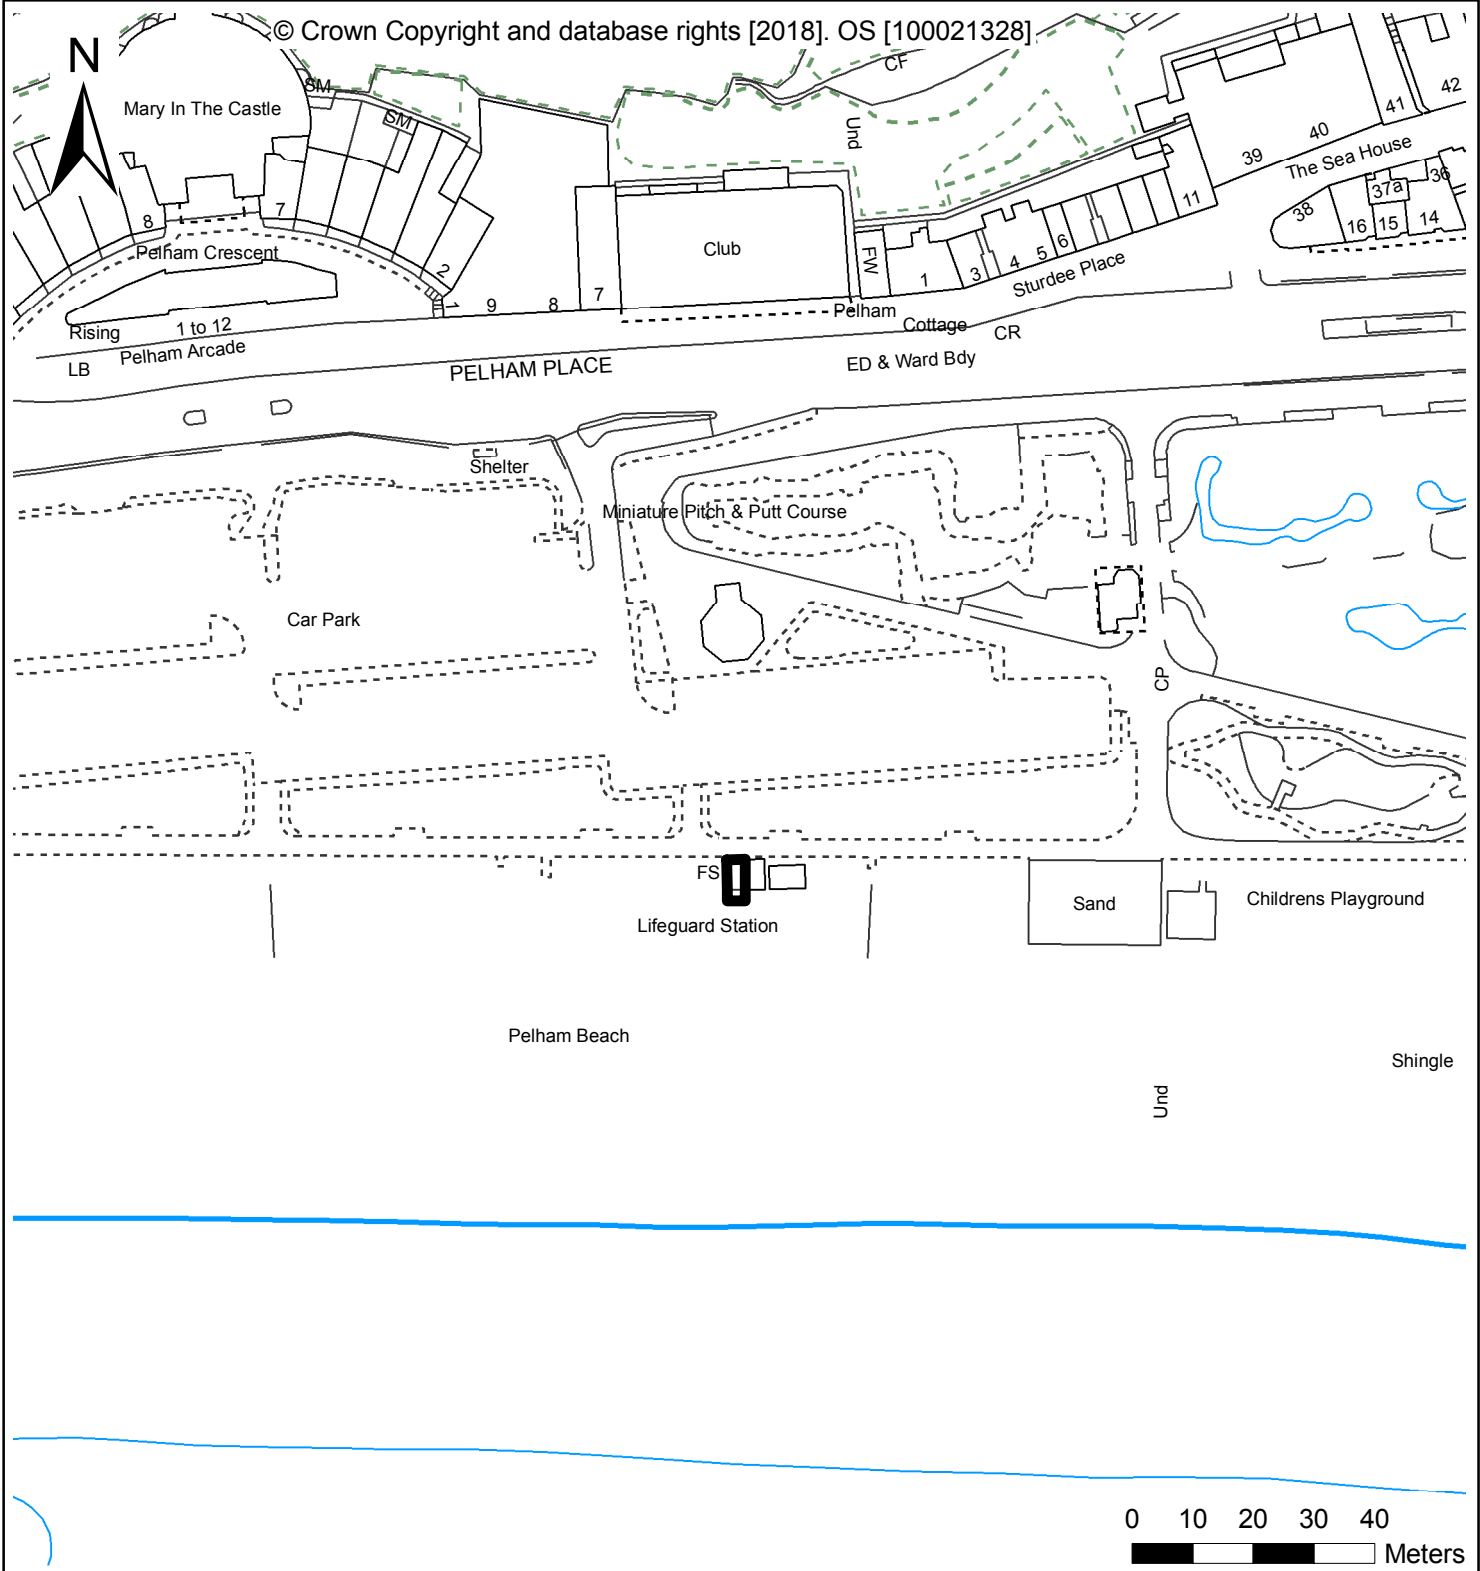 © Crown Copyright and database rights [2018]. OS [100021328]
N
CF
SM
Mary In The Castle
SM
Und
42
41
40
39
The Sea House
37a
36
38
16
15
14
11
8
7
Pelham Crescent
2
Club
FW
1
3
4
5
6
Sturdee Place
1
9
8
7
Pelham
Cottage
CR
Rising
1 to 12
Pelham Arcade
LB
PELHAM PLACE
ED & Ward Bdy
Shelter
Miniature Pitch & Putt Course
Car Park
CP
FS
Lifeguard Station
Sand
Childrens Playground
Pelham Beach
Shingle
Und
0 10 20 30 40
Meters